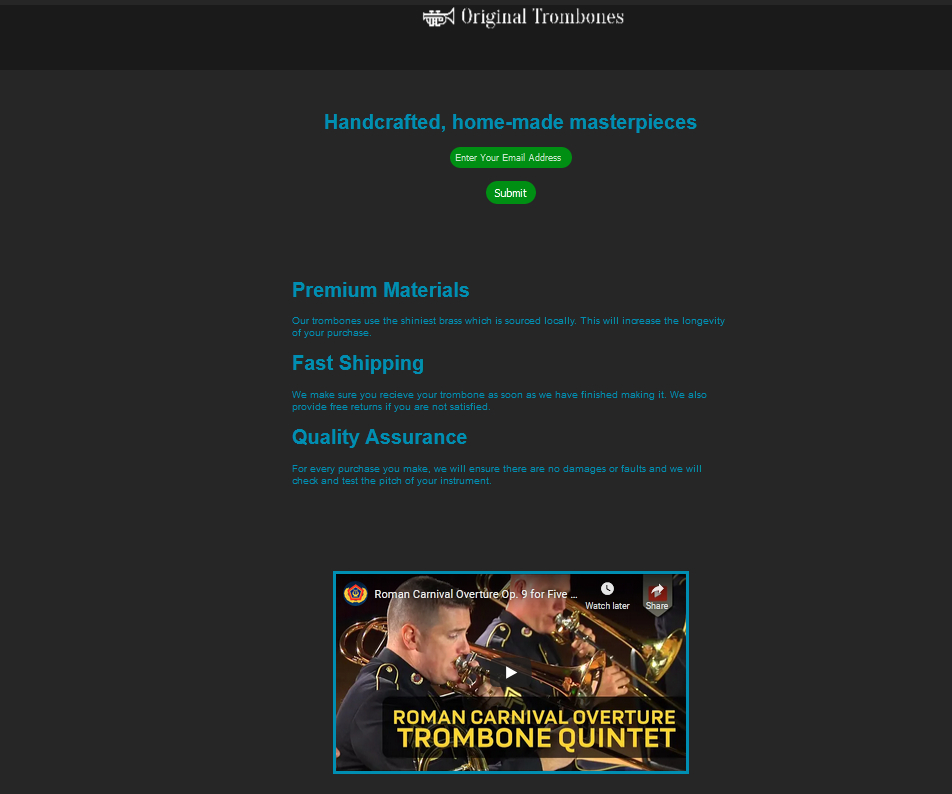 Original Trombones
Handcrafted, home-made masterpieces
Enter Your Email Address
Submit
Premium Materials
Our trombones use the shiniest brass which is sourced locally. This will increase the longevity
of your purchase.
Fast Shipping
We make sure you recieve your trombone as soon as we have finished making it. We also
provide free returns if you are not satisfied.
Quality Assurance
For every purchase you make, we will ensure there are no damages or faults and we will
check and test the pitch of your instrument.
Roman Carnival Overture Op. 9 for Five ...
Watch later
Share
ROMAN CARNIVAL OVERTURE
TROMBONE QUINTET